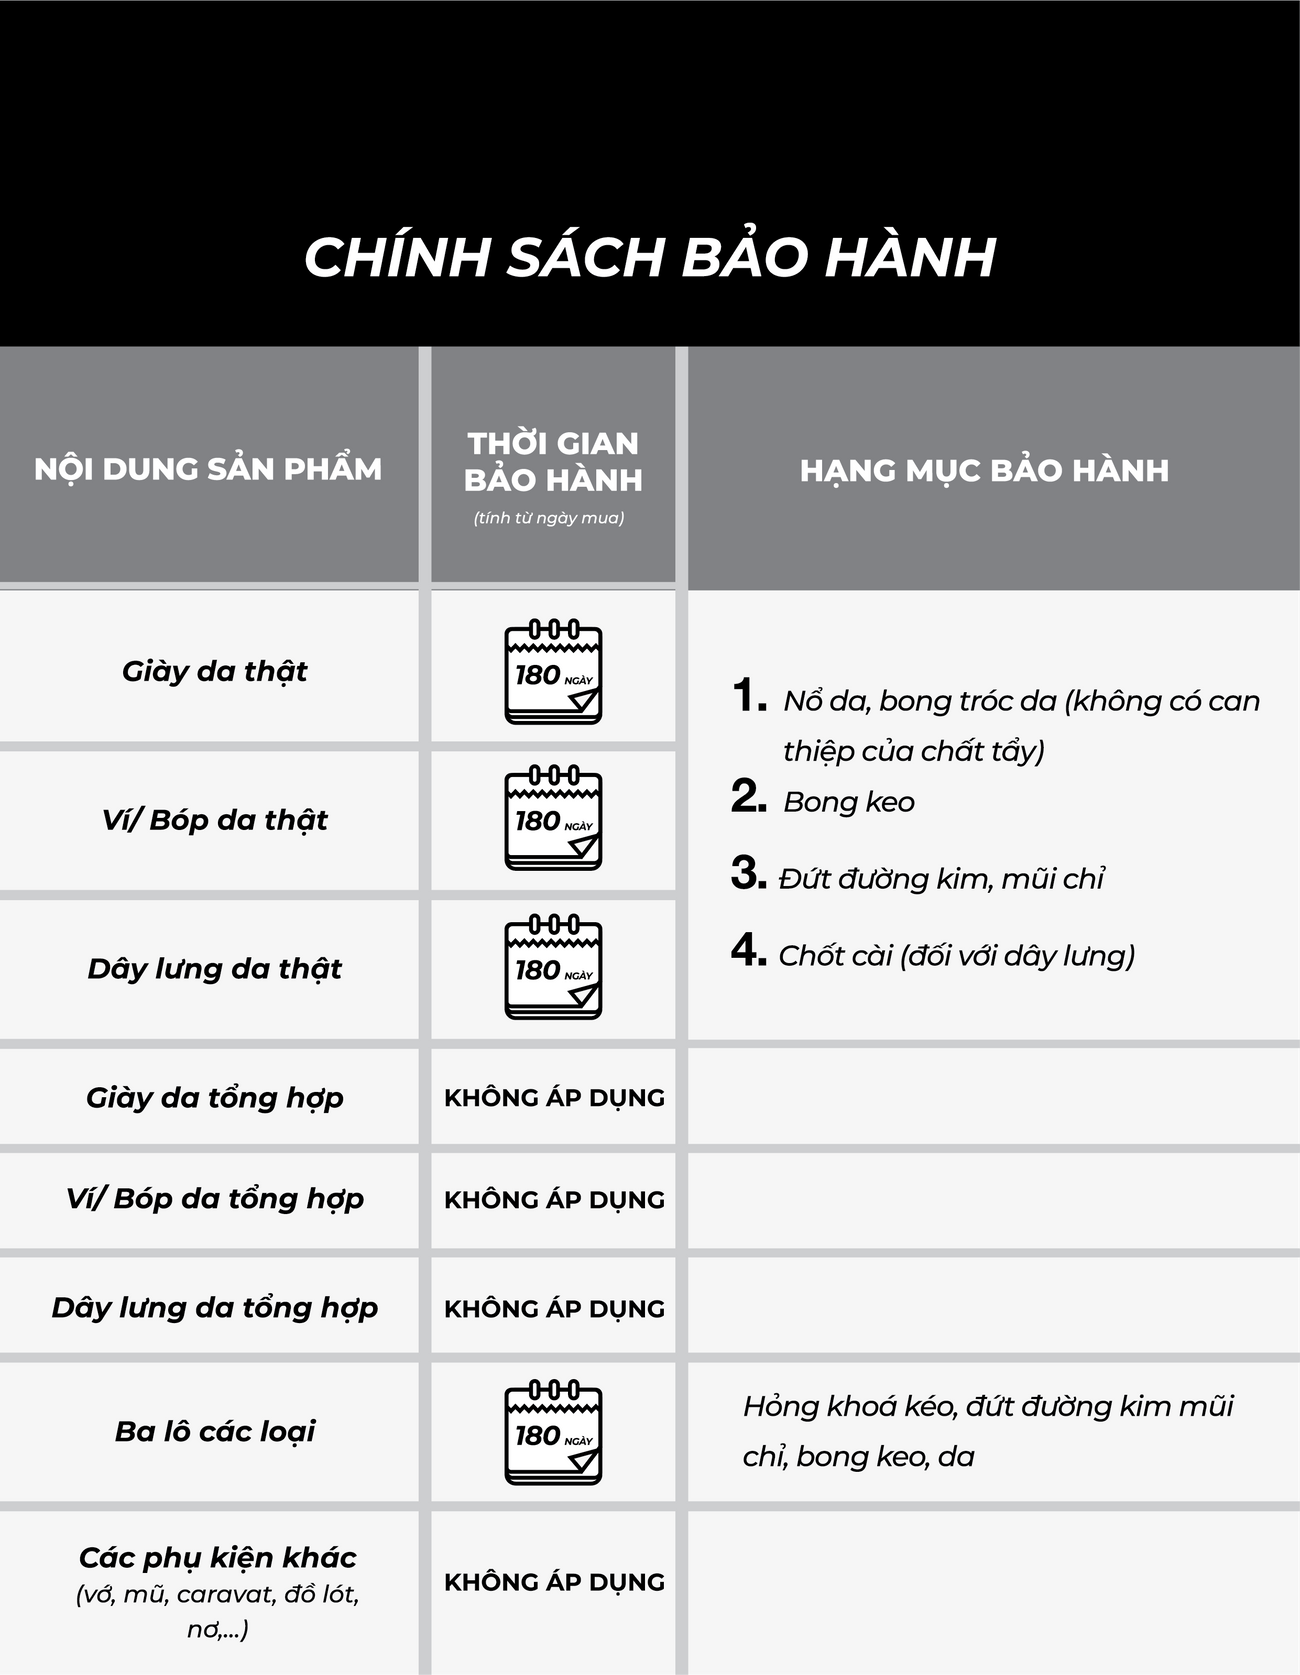 CHÍNH SÁCH BẢO HÀNH
NỘI DUNG SẢN PHẨM
THỜI GIAN
BẢO HÀNH
(tính từ ngày mua)
HẠNG MỤC BẢO HÀNH
Giày da thật
180 NGÀY
Ví/ Bóp da thật
180 NGÀY
Dây lưng da thật
180 NGÀY
1. Nổ da, bong tróc da (không có can
thiệp của chất tẩy)
2. Bong keo
3. Đứt đường kim, mũi chỉ
4. Chốt cài (đối với dây lưng)
Giày da tổng hợp
KHÔNG ÁP DỤNG
Ví/ Bóp da tổng hợp
KHÔNG ÁP DỤNG
Dây lưng da tổng hợp
KHÔNG ÁP DỤNG
Ba lô các loại
180 NGÀY
Hỏng khoá kéo, đứt đường kim mũi
chỉ, bong keo, da
Các phụ kiện khác
(vớ, mũ, caravat, đồ lót,
nơ,...)
KHÔNG ÁP DỤNG